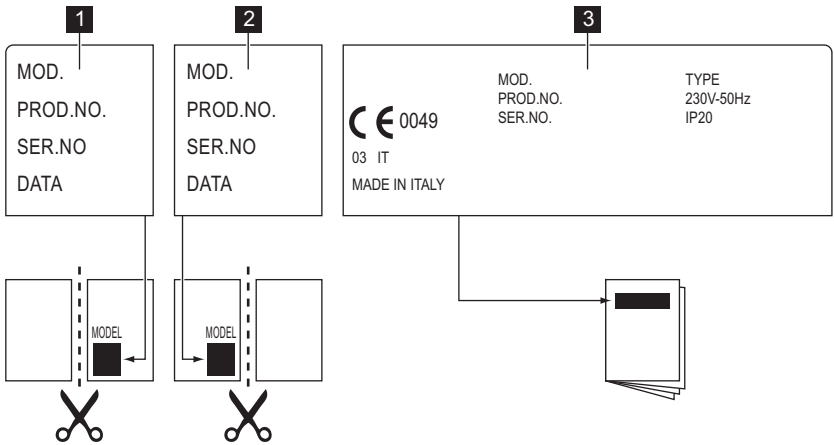 1
MOD.
PROD.NO.
SER.NO
DATA
MODEL
2
MOD.
PROD.NO.
SER.NO
DATA
MODEL
3
MOD.
PROD.NO.
SER.NO.
TYPE
230V-50Hz
IP20
CE 0049
03 IT
MADE IN ITALY